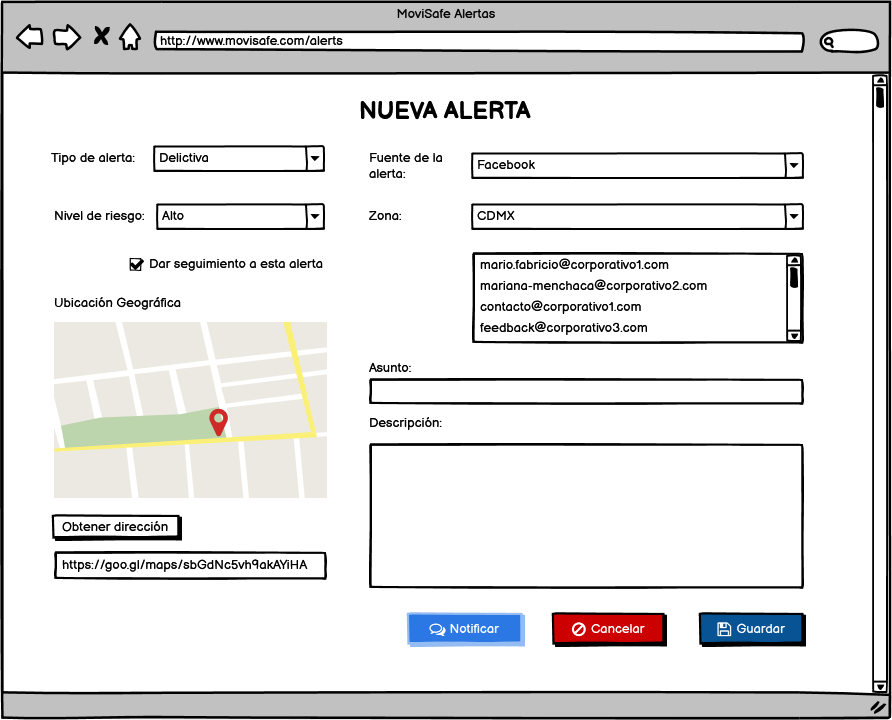 MoviSafe Alertas
http://www.movisafe.com/alerts
NUEVA ALERTA
Tipo de alerta:
Delictiva
Fuente de la
alerta:
Facebook
Nivel de riesgo:
Alto
Zona:
CDMX
Dar seguimiento a esta alerta
mario.fabricio@corporativo1.com
mariana-menchaca@corporativo2.com
contacto@corporativo1.com
feedback@corporativo3.com
Ubicación Geográfica
Asunto:
Descripción:
Obtener dirección
https://goo.gl/maps/sbGdNc5vh9akAYiHA
Notificar
Cancelar
Guardar